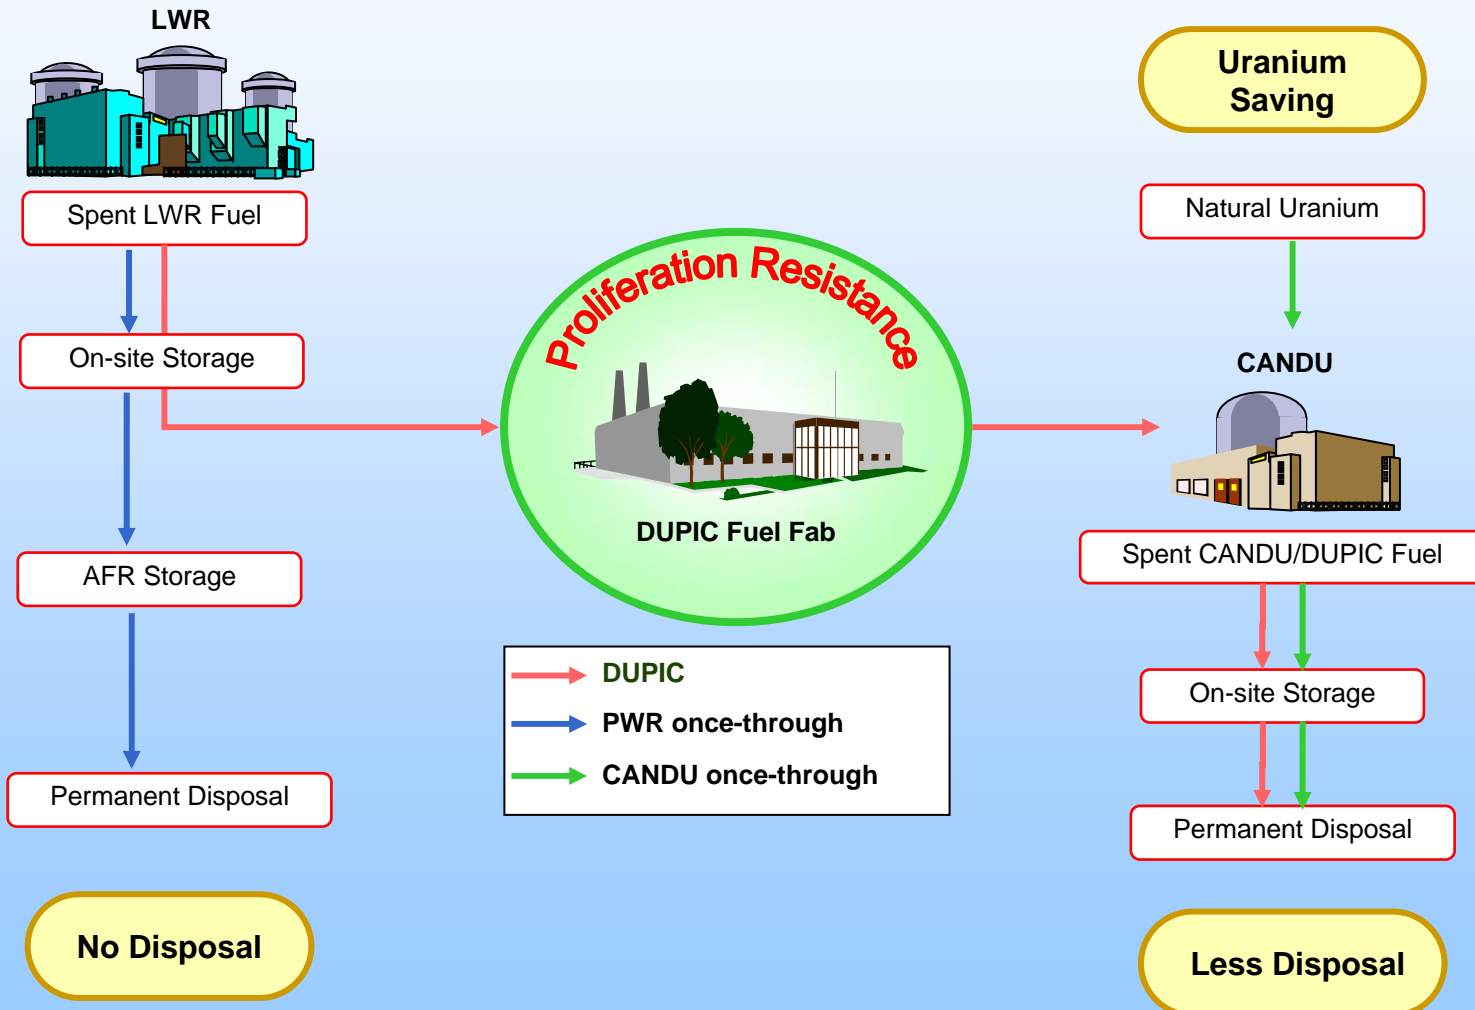 LWR
Spent LWR Fuel
On-site Storage
AFR Storage
Permanent Disposal
No Disposal
Proliferation Resistance
DUPIC Fuel Fab
DUPIC
PWR once-through
CANDU once-through
Uranium
Saving
Natural Uranium
CANDU
Spent CANDU/DUPIC Fuel
On-site Storage
Permanent Disposal
Less Disposal